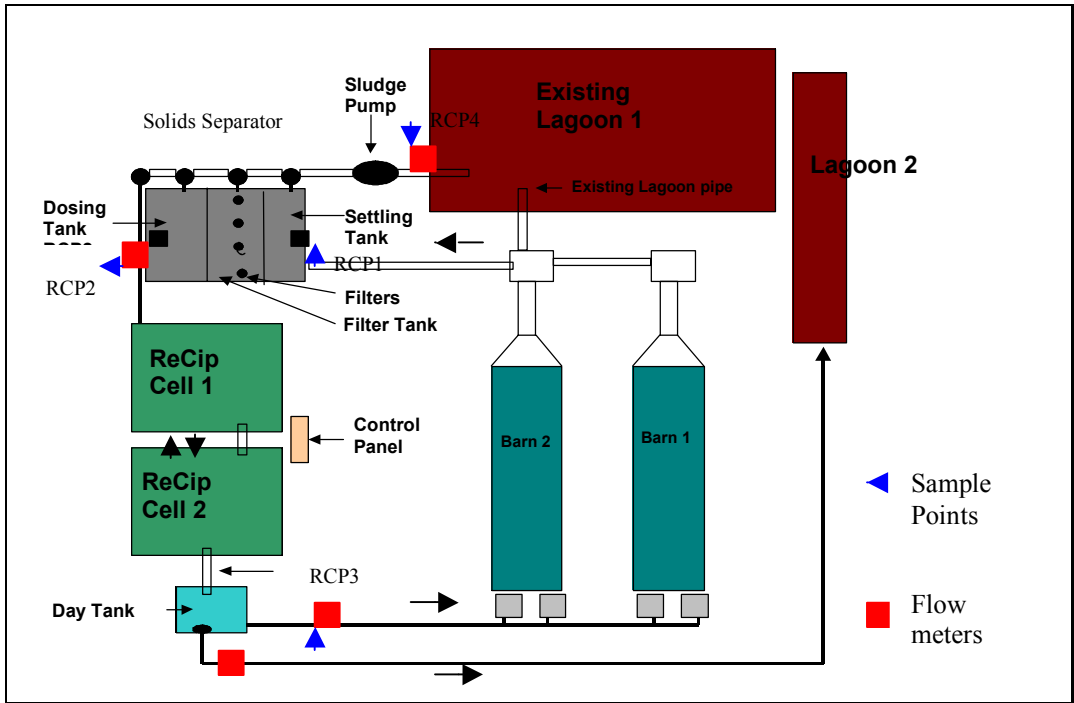 Existing
Lagoon 1
Lagoon 2
Sludge
Pump
RCP4
Solids Separator
Existing Lagoon pipe
Dosing
Tank
Settling
Tank
RCP1
RCP2
Filters
Filter Tank
ReCip
Cell 1
Control
Panel
ReCip
Cell 2
Barn 2
Barn 1
Sample
Points
RCP3
Day Tank
Flow
meters